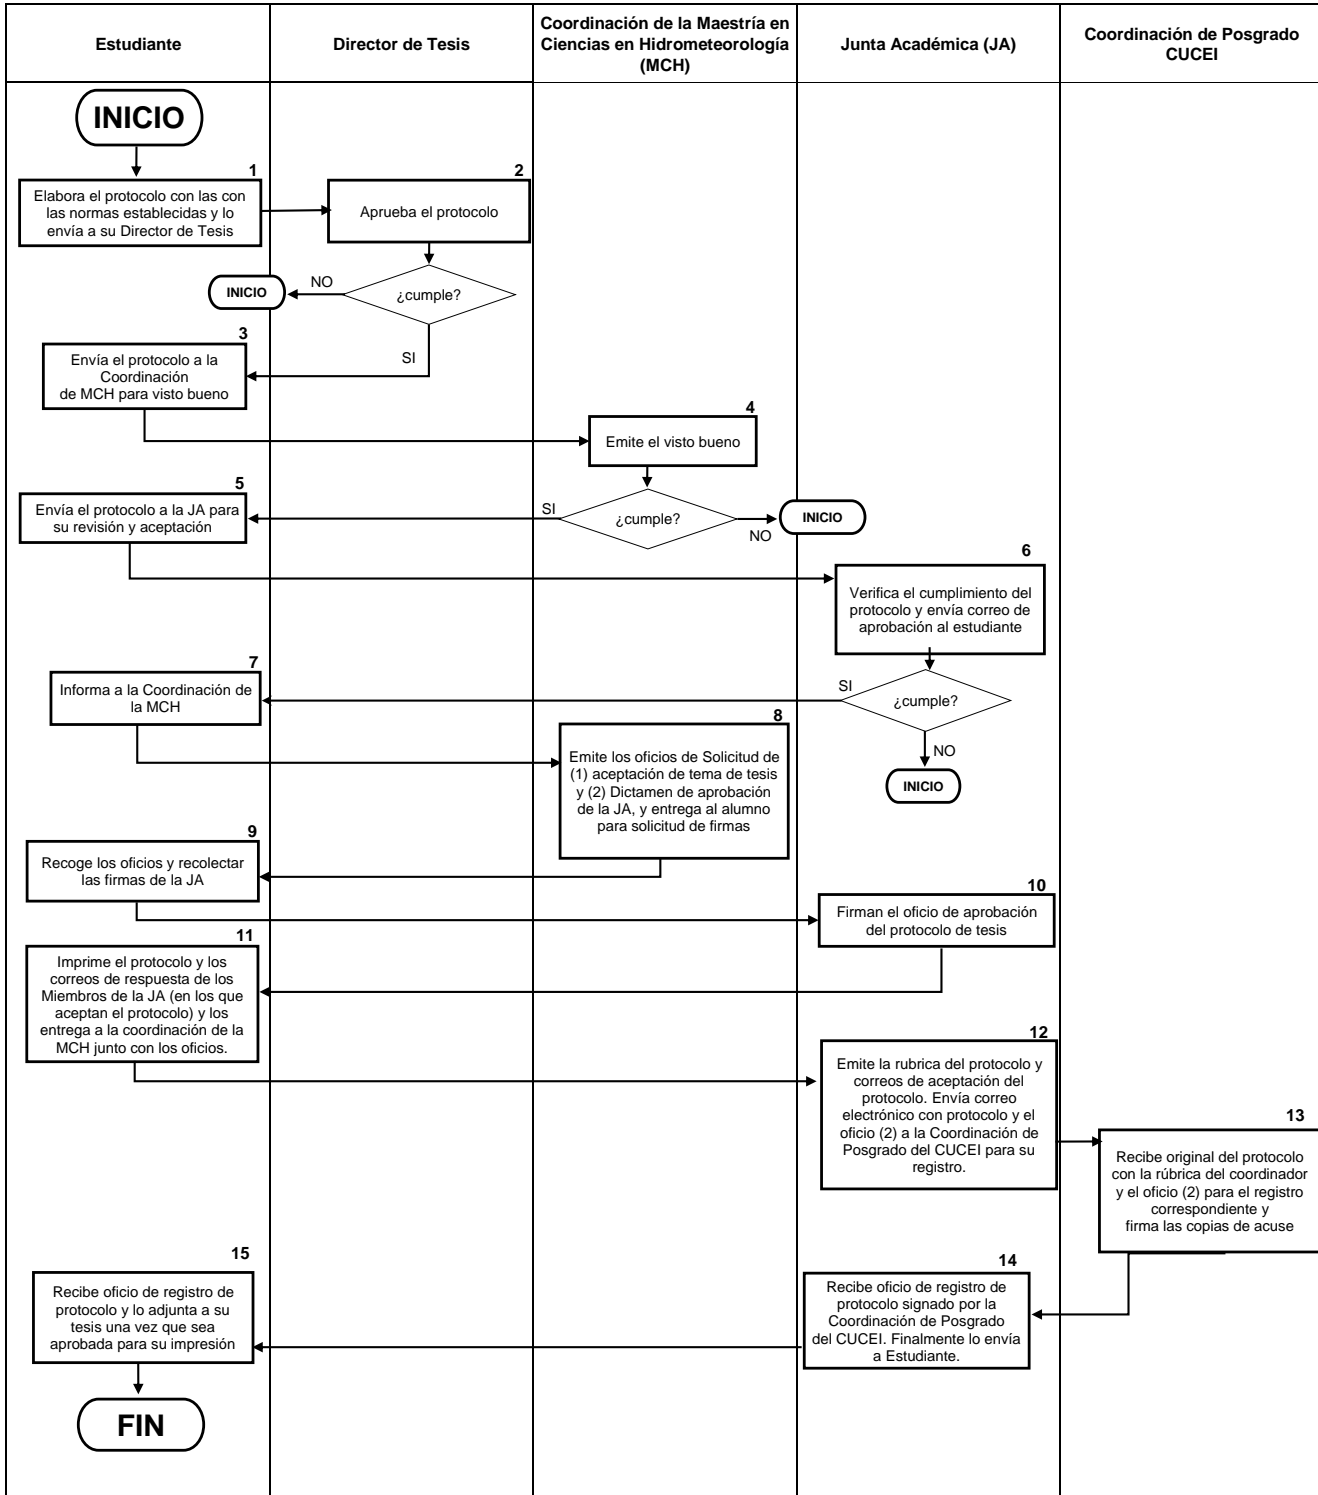 Estudiante
Director de Tesis
Coordinación de la Maestría en
Ciencias en Hidrometeorología
(MCH)
Junta Académica (JA)
Coordinación de Posgrado
CUCEI
INICIO
1
Elabora el protocolo con las con
las normas establecidas y lo
envía a su Director de Tesis
2
Aprueba el protocolo
¿cumple?
NO
INICIO
SI
3
Envía el protocolo a la
Coordinación
de MCH para visto bueno
4
Emite el visto bueno
¿cumple?
SI
NO
INICIO
5
Envía el protocolo a la JA para
su revisión y aceptación
6
Verifica el cumplimiento del
protocolo y envía correo de
aprobación al estudiante
¿cumple?
SI
NO
INICIO
7
Informa a la Coordinación de
la MCH
8
Emite los oficios de Solicitud de
(1) aceptación de tema de tesis
y (2) Dictamen de aprobación
de la JA, y entrega al alumno
para solicitud de firmas
9
Recoge los oficios y recolectar
las firmas de la JA
10
Firman el oficio de aprobación
del protocolo de tesis
11
Imprime el protocolo y los
correos de respuesta de los
Miembros de la JA (en los que
aceptan el protocolo) y los
entrega a la coordinación de la
MCH junto con los oficios.
12
Emite la rubrica del protocolo y
correos de aceptación del
protocolo. Envía correo
electrónico con protocolo y el
oficio (2) a la Coordinación de
Posgrado del CUCEI para su
registro.
13
Recibe original del protocolo
con la rúbrica del coordinador
y el oficio (2) para el registro
correspondiente y
firma las copias de acuse
14
Recibe oficio de registro de
protocolo signado por la
Coordinación de Posgrado
del CUCEI. Finalmente lo envía
a Estudiante.
15
Recibe oficio de registro de
protocolo y lo adjunta a su
tesis una vez que sea
aprobada para su impresión
FIN